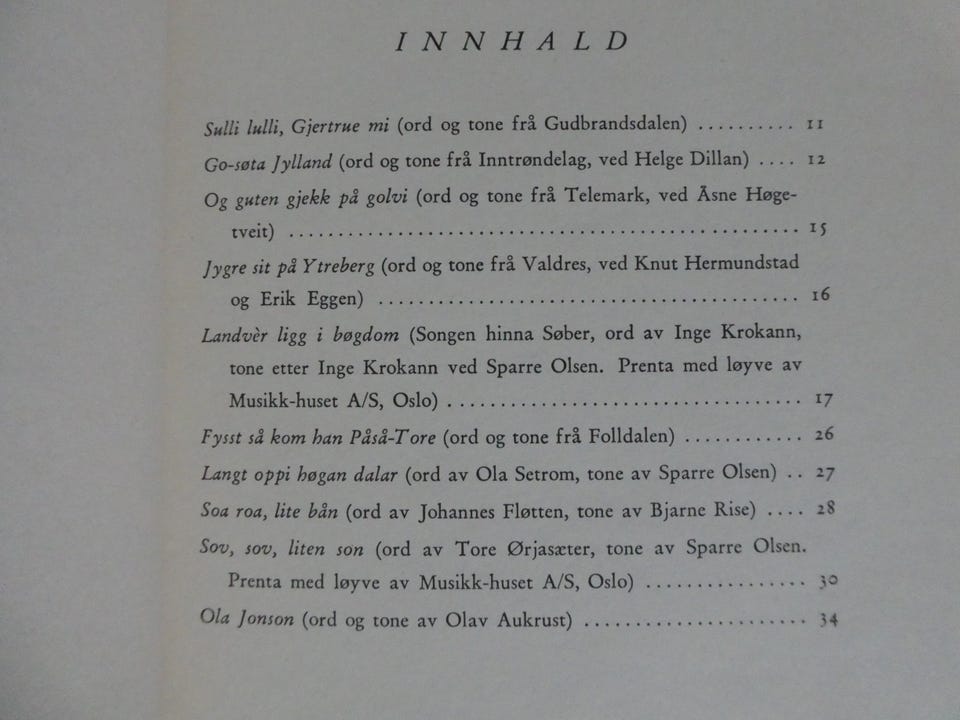 INNHALD
Sulli lulli, Gjertrue mi (ord og tone frå Gudbrandsdalen) .......... 11
Go-søta Jylland (ord og tone frå Inntrøndelag, ved Helge Dillan) .... 12
Og guten gjekk på golvi (ord og tone frå Telemark, ved Åsne Høge-
tveit) .................................................... 15
Jygre sit på Ytreberg (ord og tone frå Valdres, ved Knut Hermundstad
og Erik Eggen) .......................................... 16
Landvèr ligg i bøgdom (Songen hinna Søber, ord av Inge Krokann,
tone etter Inge Krokann ved Sparre Olsen. Prenta med løyve av
Musikk-huset A/S, Oslo) .................................... 17
Fysst så kom han Påså-Tore (ord og tone frå Folldalen) ............ 26
Langt oppi høgan dalar (ord av Ola Setrom, tone av Sparre Olsen) .. 27
Soa roa, lite bån (ord av Johannes Fløtten, tone av Bjarne Rise) .... 28
Sov, sov, liten son (ord av Tore Ørjasæter, tone av Sparre Olsen.
Prenta med løyve av Musikk-huset A/S, Oslo) ................ 30
Ola Jonson (ord og tone av Olav Aukrust) ...................... 34